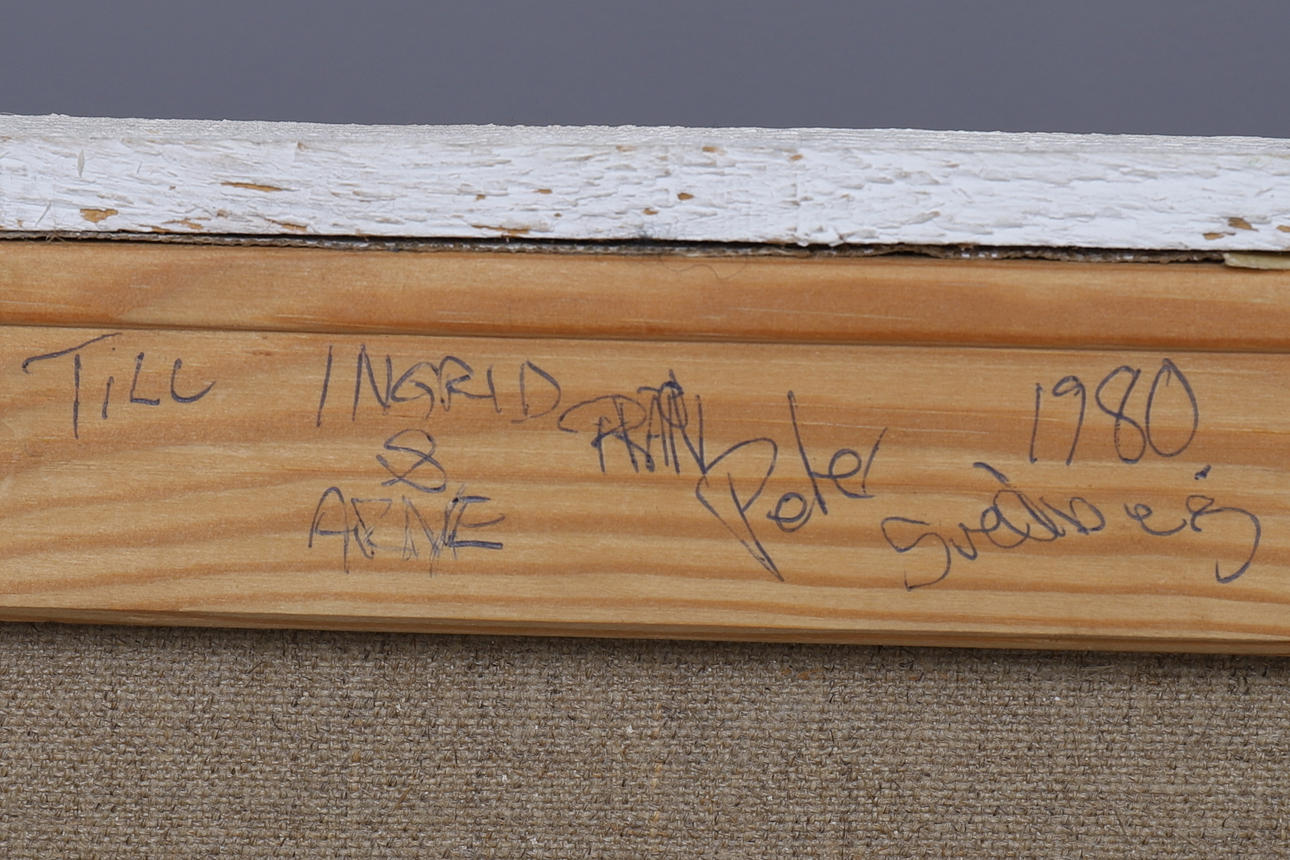 TiLL INGRID
&
ARNE
FRÅN Peter
1980